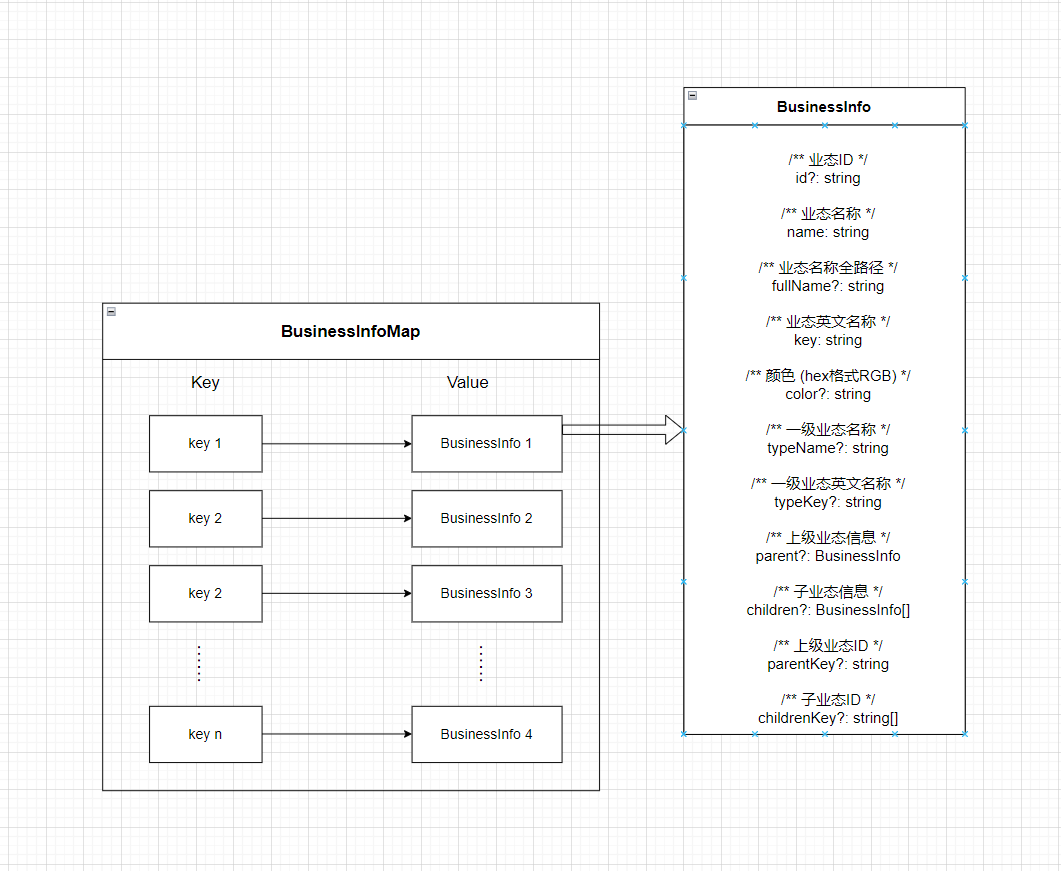 BusinessInfo
/** 业态ID */
id?: string
/** 业态名称 */
name: string
/** 业态名称全路径 */
fullName?: string
/** 业态英文名称 */
key: string
/** 颜色 (hex格式RGB) */
color?: string
/** 一级业态名称 */
typeName?: string
/** 一级业态英文名称 */
typeKey?: string
/** 上级业态信息 */
parent?: BusinessInfo
/** 子业态信息 */
children?: BusinessInfo[]
/** 上级业态ID */
parentKey?: string
/** 子业态ID */
childrenKey?: string[]
BusinessInfoMap
Key Value
key 1 BusinessInfo 1
key 2 BusinessInfo 2
key 2 BusinessInfo 3
key n BusinessInfo 4